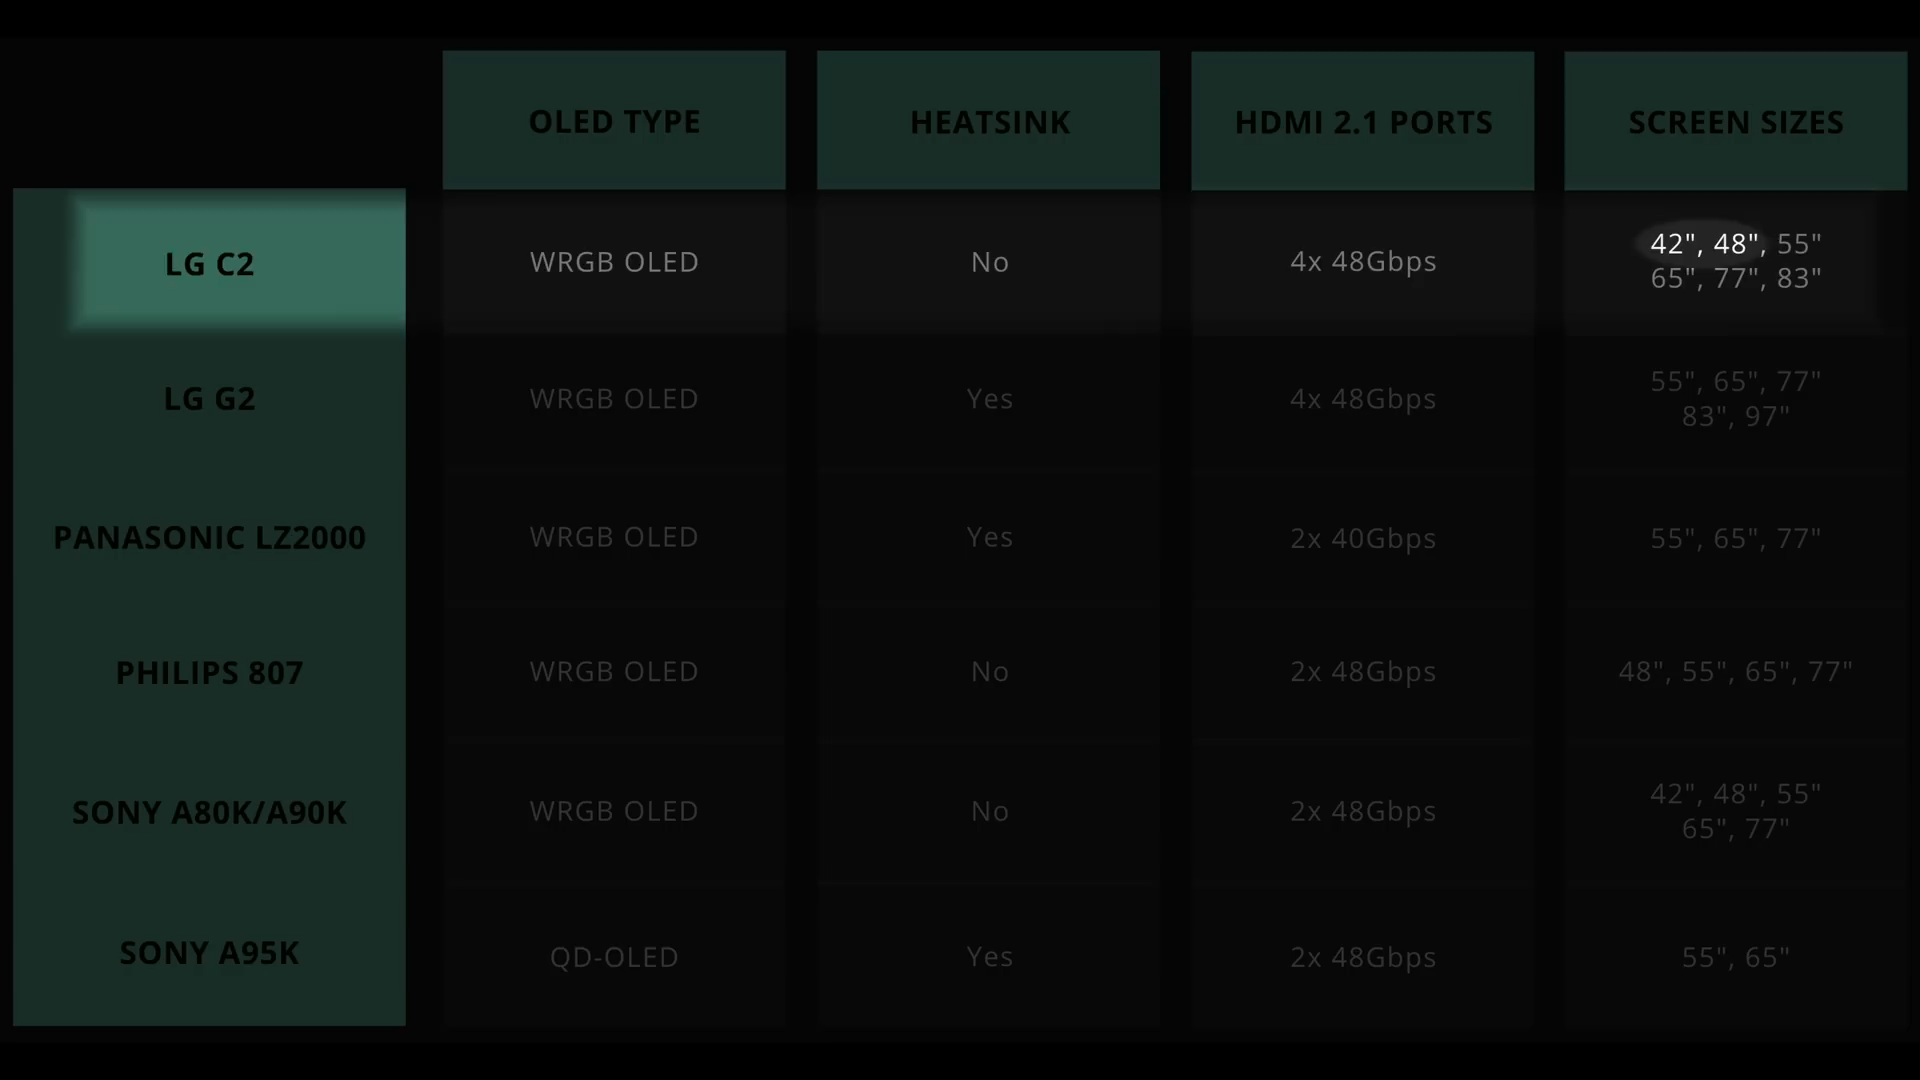 OLED TYPE HEATSINK HDMI 2.1 PORTS SCREEN SIZES
LG C2 WRGB OLED No 4x 48Gbps 42", 48", 55"
65", 77", 83"
LG G2 WRGB OLED Yes 4x 48Gbps 55", 65", 77"
83", 97"
PANASONIC LZ2000 WRGB OLED Yes 2x 40Gbps 55", 65", 77"
PHILIPS 807 WRGB OLED No 2x 48Gbps 48", 55", 65", 77"
SONY A80K/A90K WRGB OLED No 2x 48Gbps 42", 48", 55"
65", 77"
SONY A95K QD-OLED Yes 2x 48Gbps 55", 65"